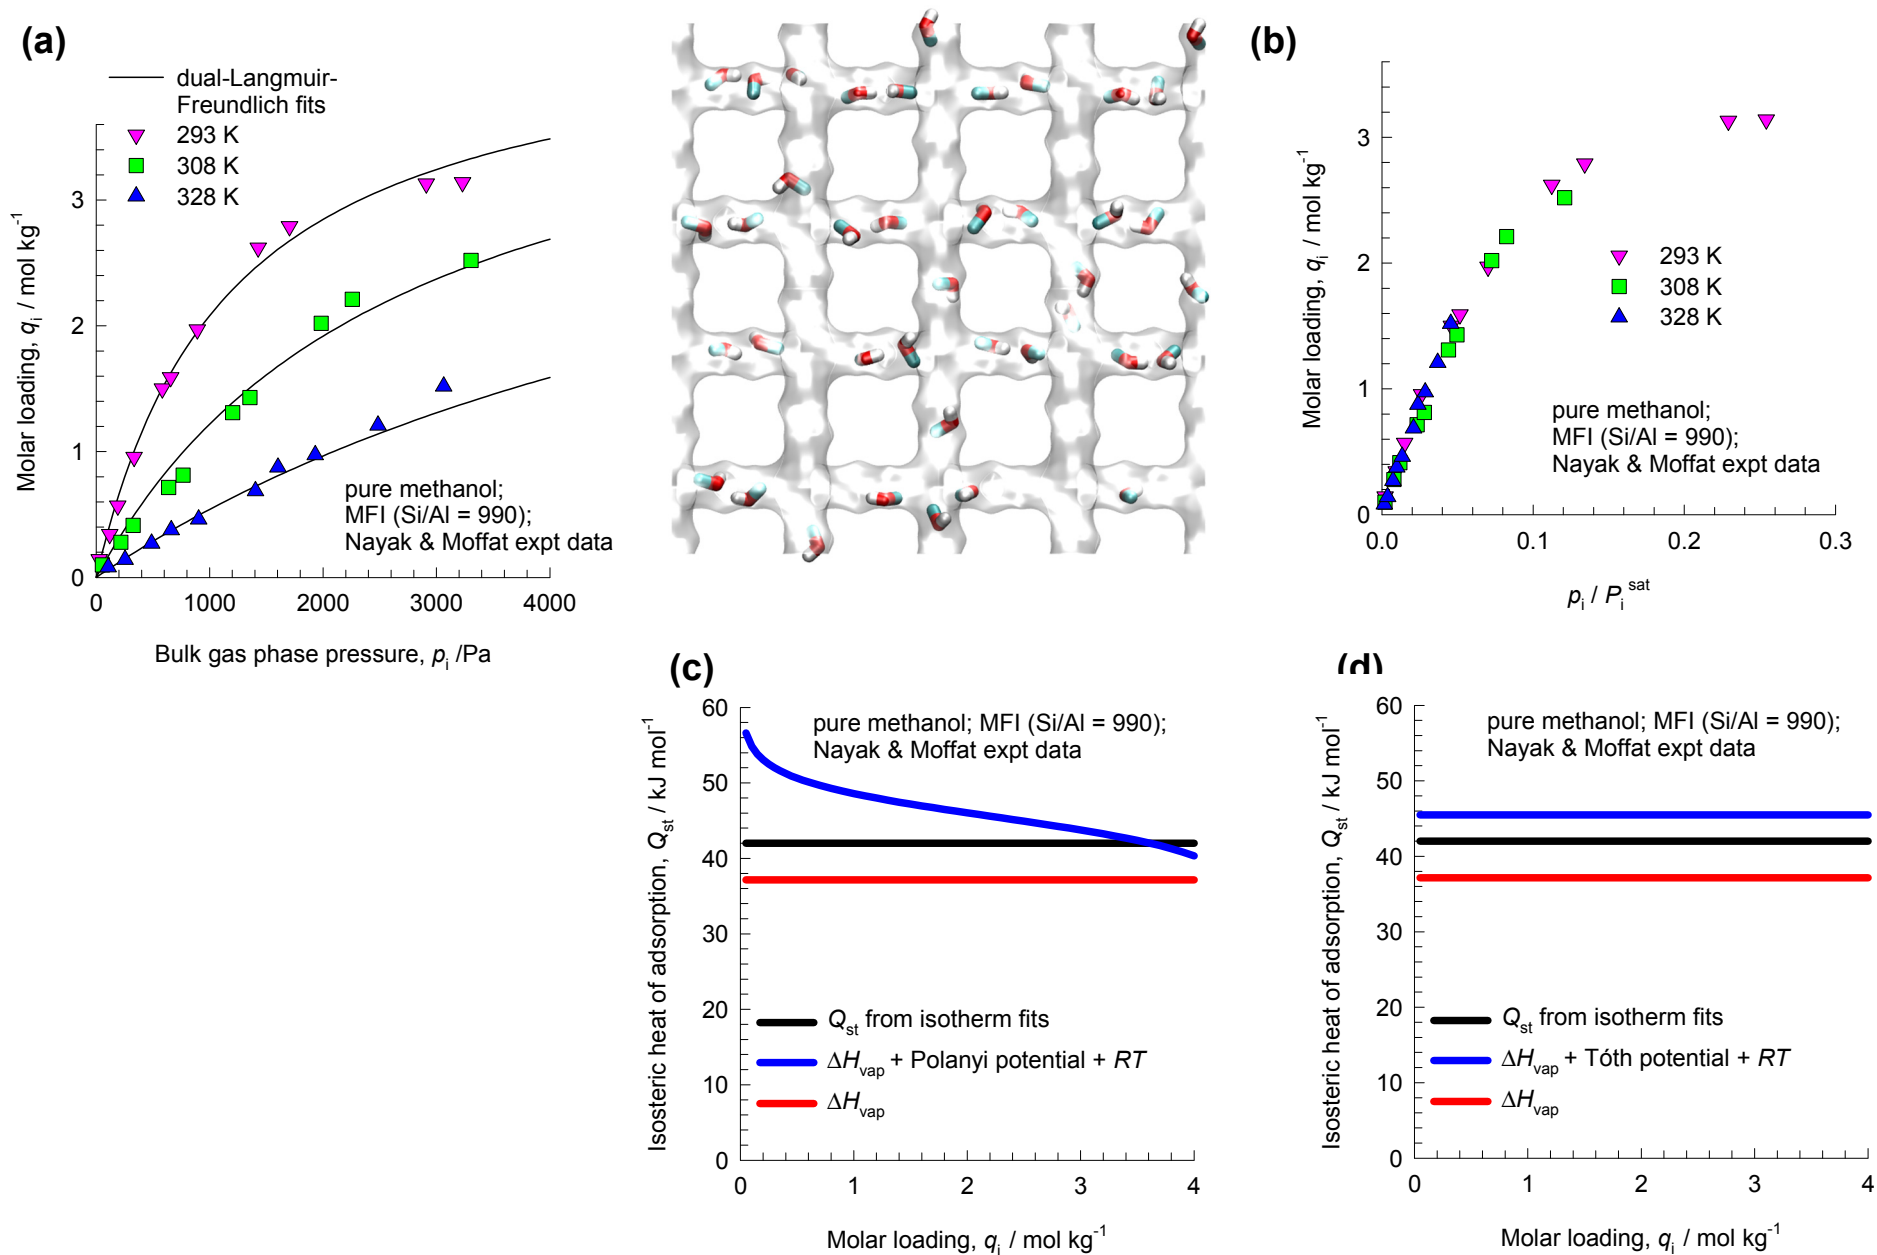 (a)
dual-Langmuir-
Freundlich fits
293 K
308 K
328 K
Molar loading, qi / mol kg-1
3
2
1
0
pure methanol;
MFI (Si/Al = 990);
Nayak & Moffat expt data
0 1000 2000 3000 4000
Bulk gas phase pressure, pi /Pa
(b)
Molar loading, qi / mol kg-1
3
2
1
0
293 K
308 K
328 K
pure methanol;
MFI (Si/Al = 990);
Nayak & Moffat expt data
0.0 0.1 0.2 0.3
pi / Pi sat
(c)
Isosteric heat of adsorption, Qst / kJ mol-1
60
50
40
30
20
10
0
pure methanol; MFI (Si/Al = 990);
Nayak & Moffat expt data
Qst from isotherm fits
ΔHvap + Polanyi potential + RT
ΔHvap
0 1 2 3 4
Molar loading, qi / mol kg-1
(d)
Isosteric heat of adsorption, Qst / kJ mol-1
60
50
40
30
20
10
0
pure methanol; MFI (Si/Al = 990);
Nayak & Moffat expt data
Qst from isotherm fits
ΔHvap + Tóth potential + RT
ΔHvap
0 1 2 3 4
Molar loading, qi / mol kg-1